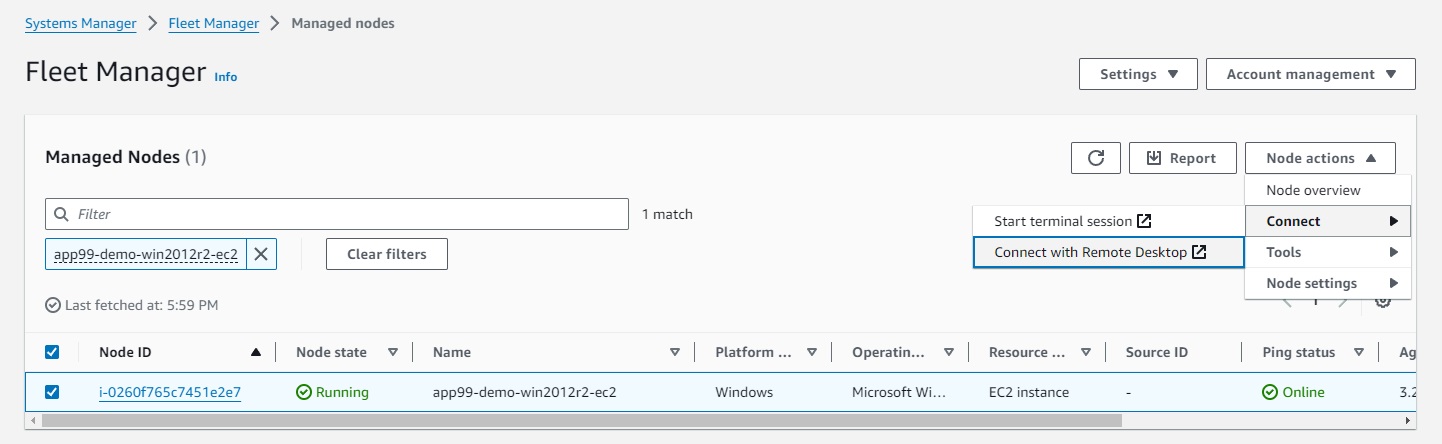 Systems Manager > Fleet Manager > Managed nodes
Fleet Manager Info
Settings Account management
Managed Nodes (1)
Report Node actions
Node overview
Filter 1 match
Start terminal session Connect
app99-demo-win2012r2-ec2 Clear filters Connect with Remote Desktop Tools
Node settings
Last fetched at: 5:59 PM
Node ID Node state Name Platform ... Operatin... Resource ... Source ID Ping status Ag
i-0260f765c7451e2e7 Running app99-demo-win2012r2-ec2 Windows Microsoft Wi... EC2 instance - Online 3.2